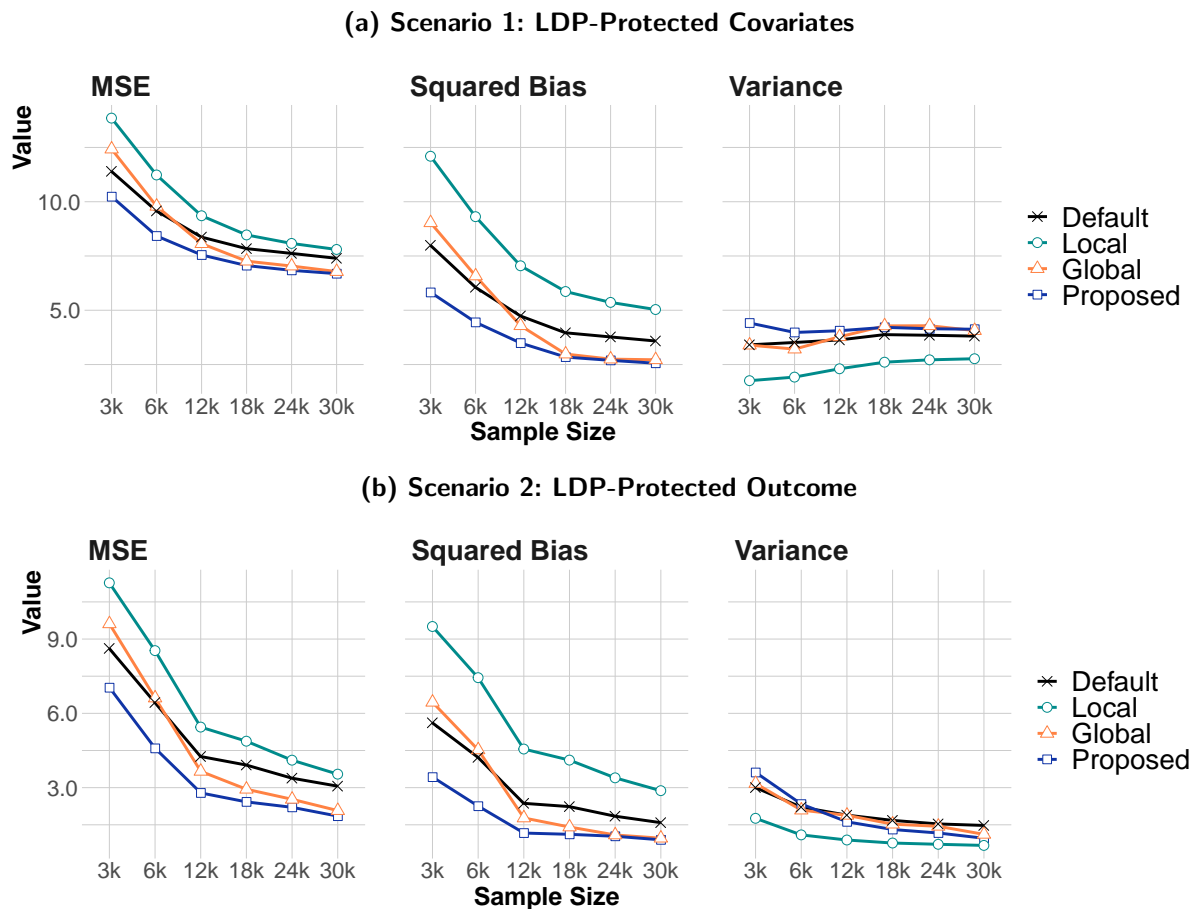 (a) Scenario 1: LDP-Protected Covariates
MSE
Squared Bias
Variance
Value
10.0
5.0
3k 6k 12k 18k 24k 30k
3k 6k 12k 18k 24k 30k
3k 6k 12k 18k 24k 30k
Sample Size
Default
Local
Global
Proposed
(b) Scenario 2: LDP-Protected Outcome
MSE
Squared Bias
Variance
Value
9.0
6.0
3.0
3k 6k 12k 18k 24k 30k
3k 6k 12k 18k 24k 30k
3k 6k 12k 18k 24k 30k
Sample Size
Default
Local
Global
Proposed